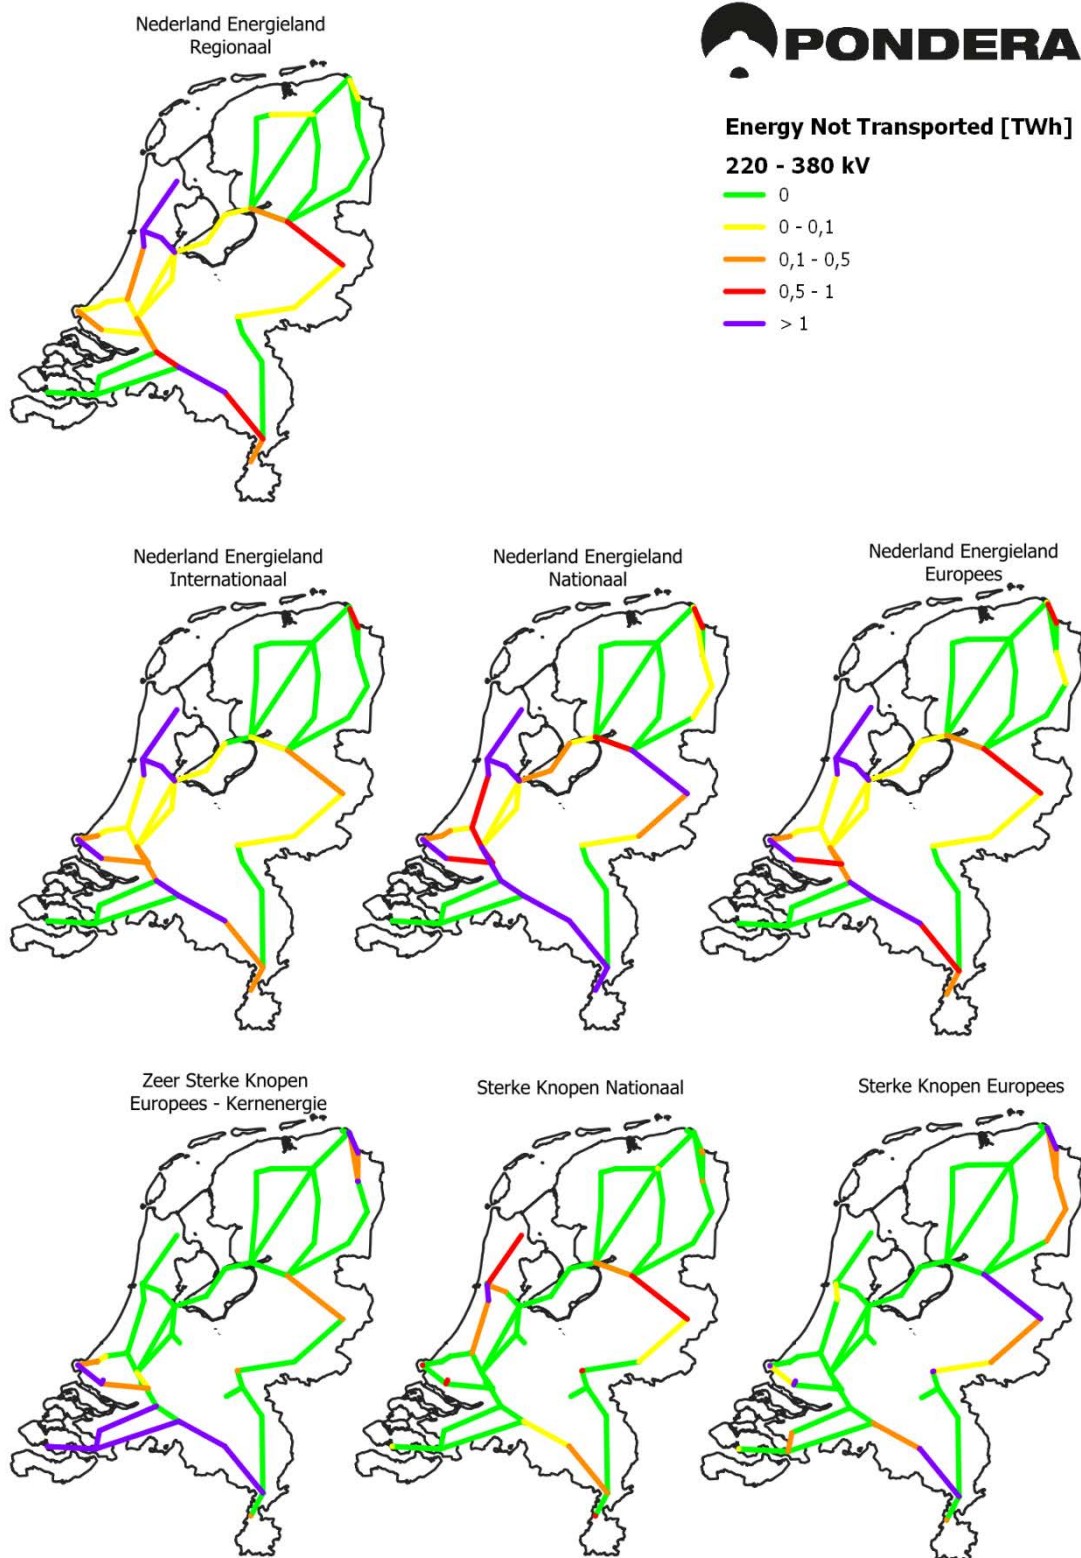 Nederland Energieland
Regionaal
PONDERA
Energy Not Transported [TWh]
220 - 380 kV
0
0 - 0,1
0,1 - 0,5
0,5 - 1
> 1
Nederland Energieland
Internationaal
Nederland Energieland
Nationaal
Nederland Energieland
Europees
Zeer Sterke Knopen
Europees - Kernenergie
Sterke Knopen Nationaal
Sterke Knopen Europees